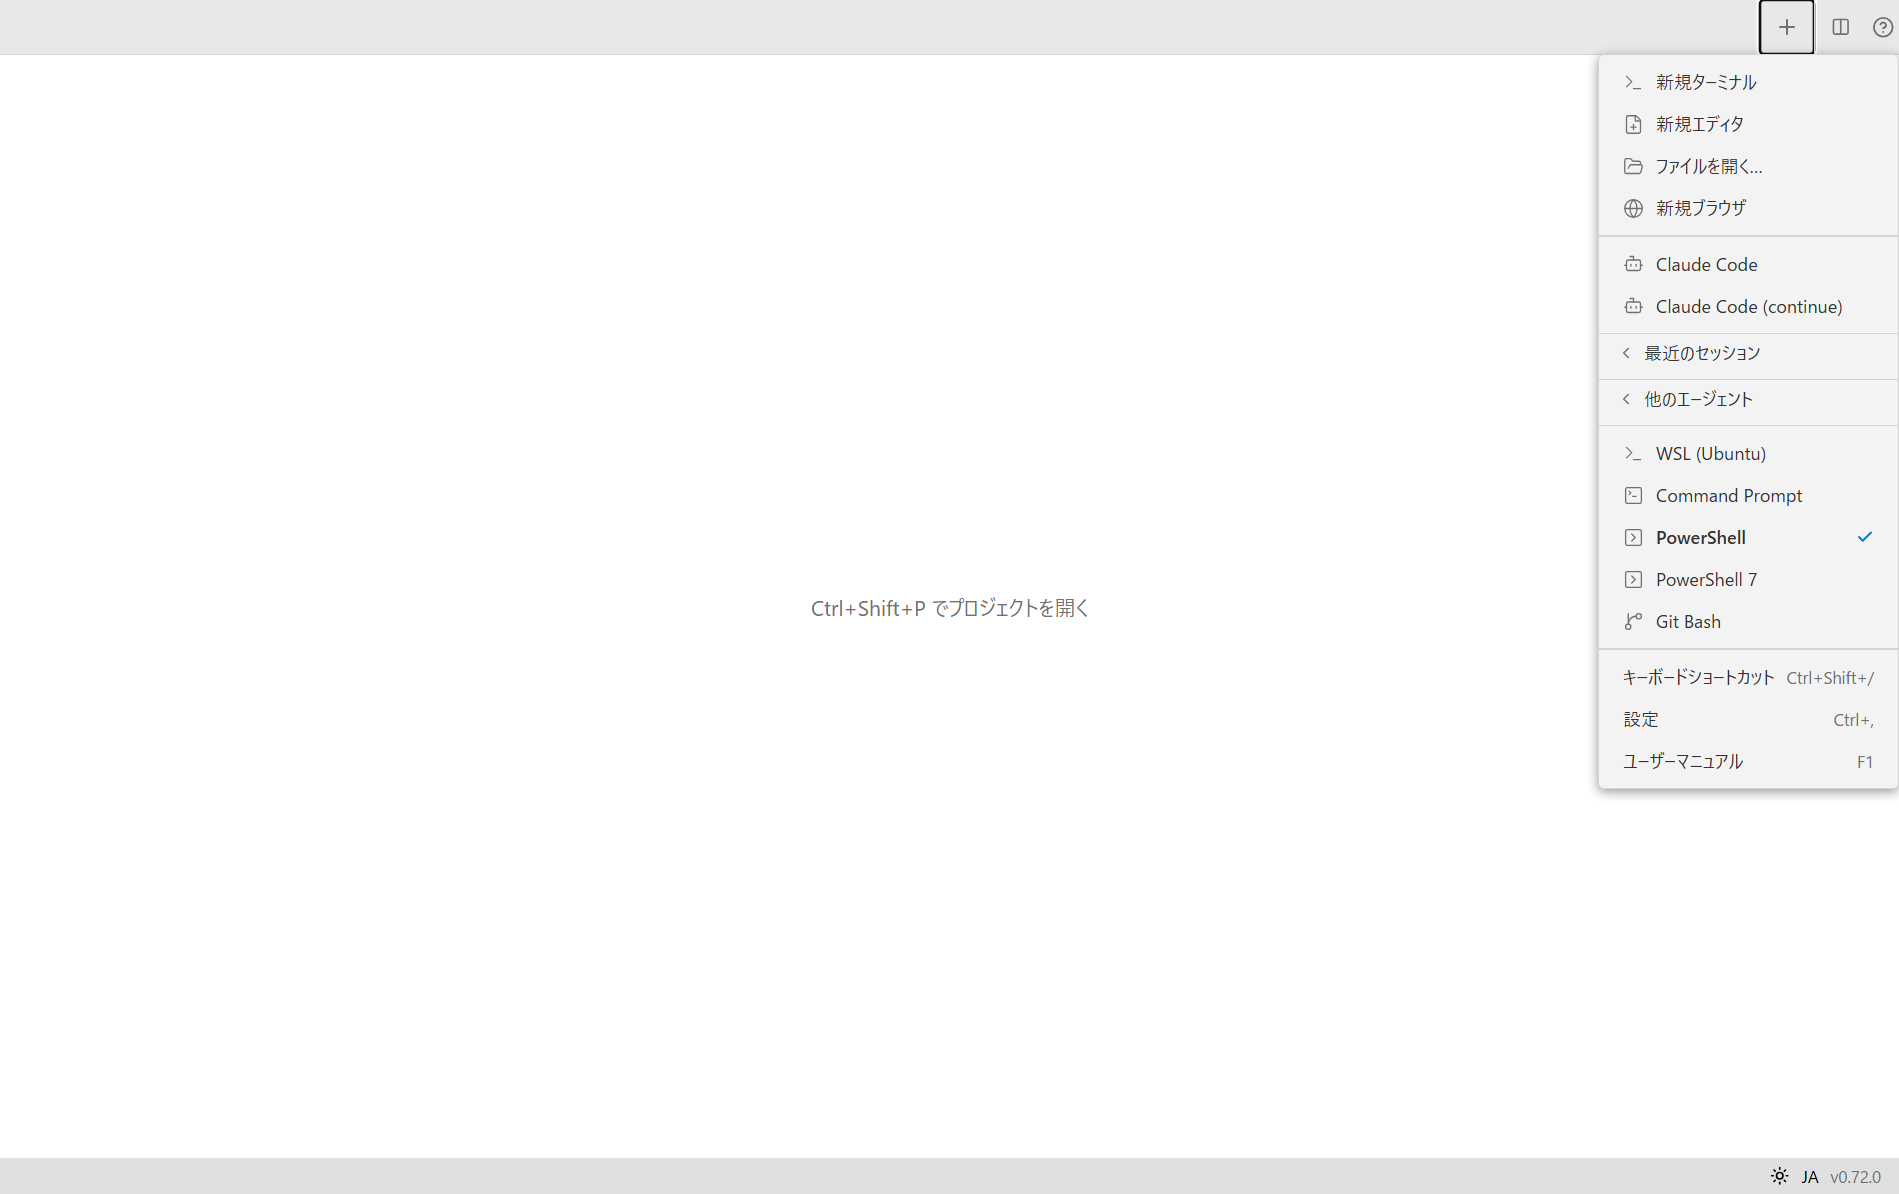 新規ターミナル
新規エディタ
ファイルを開く...
新規ブラウザ
Claude Code
Claude Code (continue)
最近のセッション
他のエージェント
WSL (Ubuntu)
Command Prompt
PowerShell
PowerShell 7
Git Bash
キーボードショートカット Ctrl+Shift+/
設定 Ctrl+,
ユーザーマニュアル F1
Ctrl+Shift+P でプロジェクトを開く
JA v0.72.0